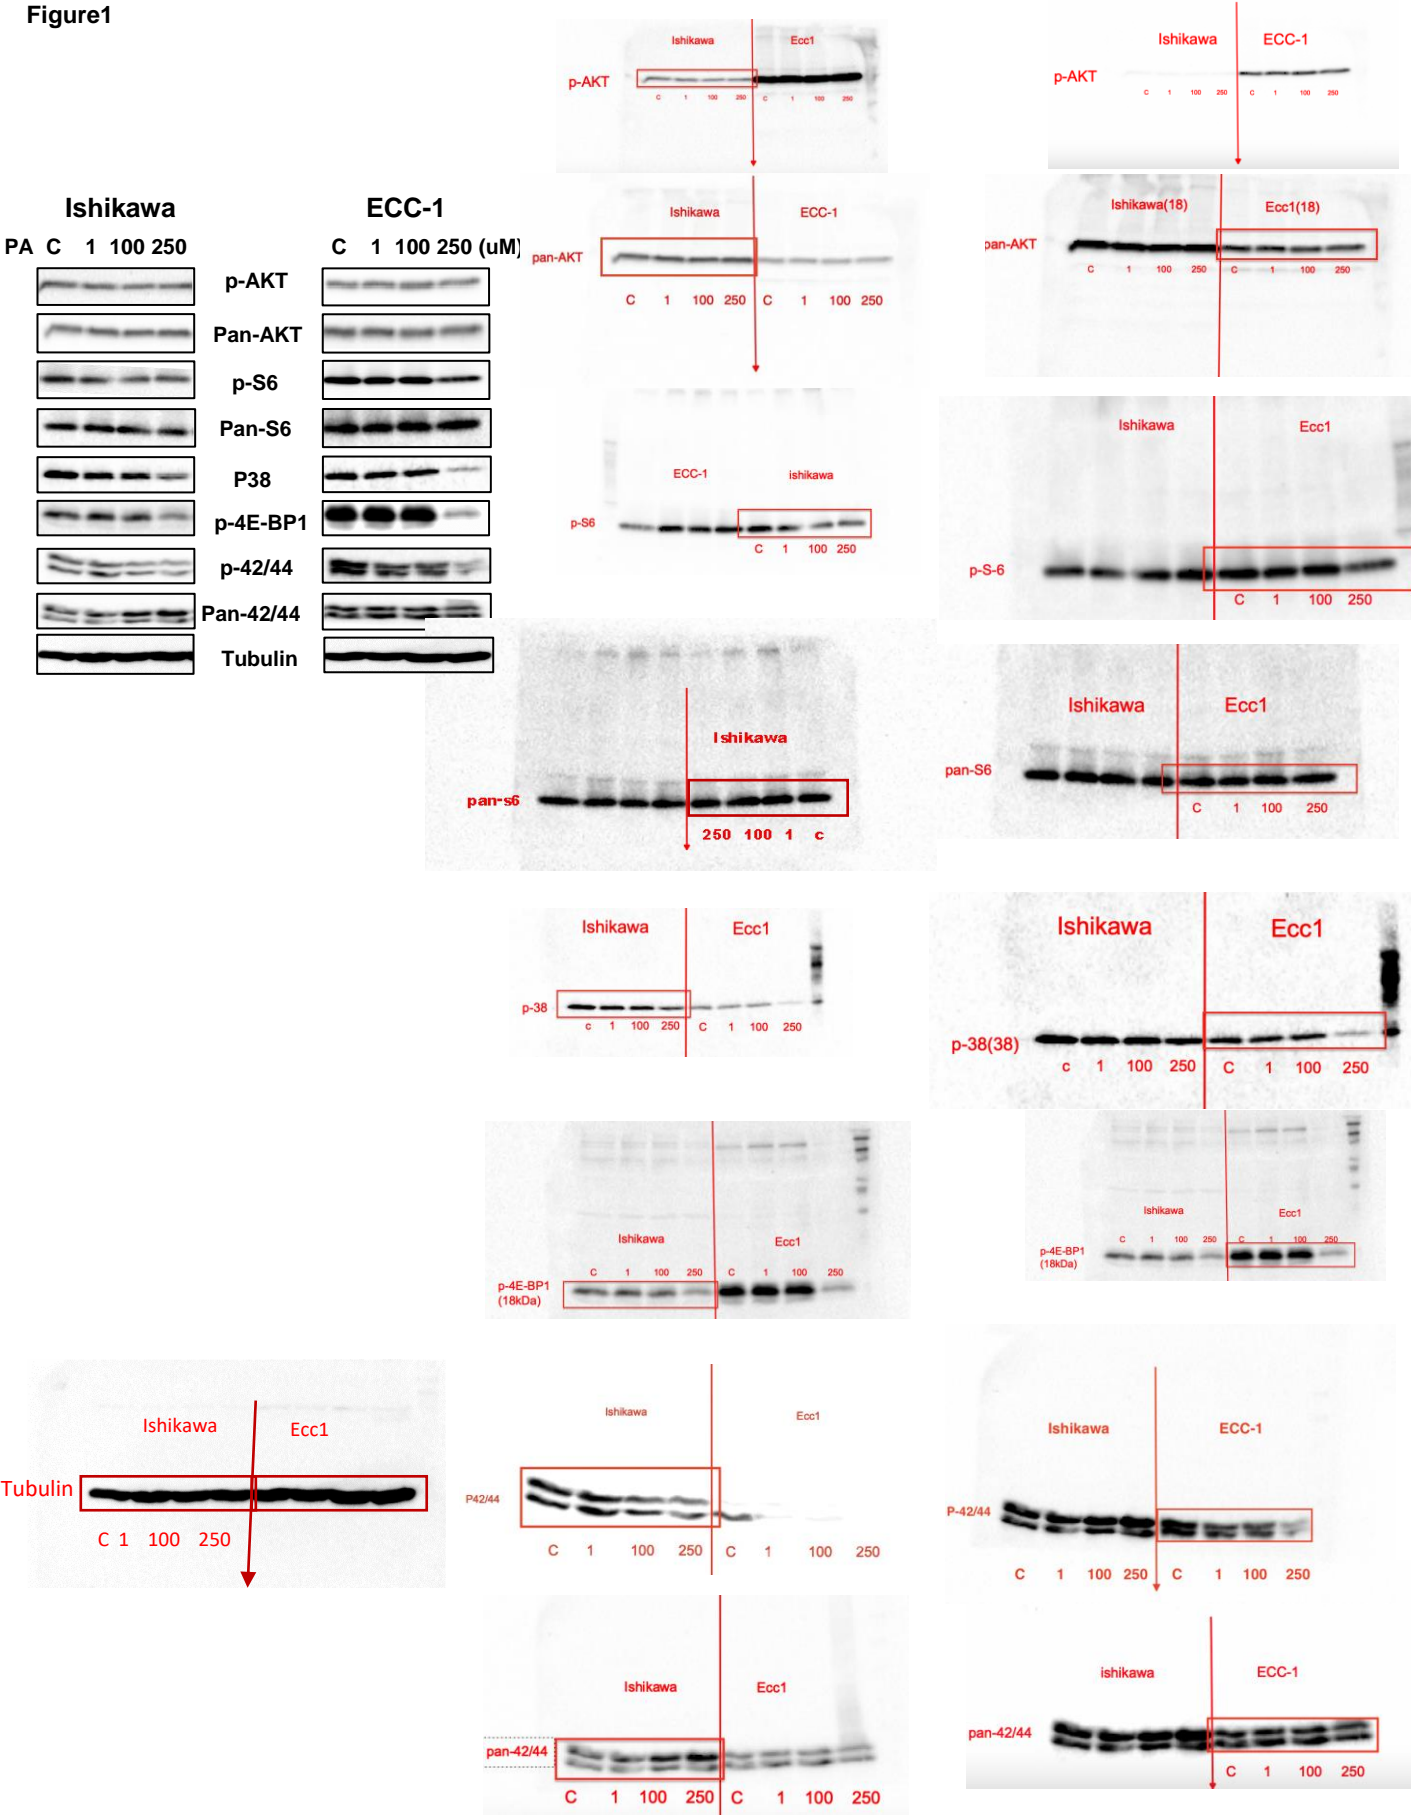 Figure1
Ishikawa ECC-1
PA C 1 100 250 C 1 100 250 (uM)
p-AKT
Pan-AKT
p-S6
Pan-S6
P38
p-4E-BP1
p-42/44
Pan-42/44
Tubulin
Ishikawa Ecc1
p-AKT
C 1 100 250 C 1 100 250
Ishikawa ECC-1
p-AKT
C 1 100 250 C 1 100 250
Ishikawa ECC-1
pan-AKT
C 1 100 250 C 1 100 250
Ishikawa(18) Ecc1(18)
pan-AKT
C 1 100 250 C 1 100 250
ECC-1 ishikawa
p-S6
C 1 100 250
Ishikawa Ecc1
p-S-6
C 1 100 250
Ishikawa
pan-s6
250 100 1 c
Ishikawa Ecc1
pan-S6
C 1 100 250
Ishikawa Ecc1
p-38
c 1 100 250 C 1 100 250
Ishikawa Ecc1
p-38(38)
c 1 100 250 C 1 100 250
Ishikawa Ecc1
C 1 100 250 C 1 100 250
p-4E-BP1
(18kDa)
Ishikawa Ecc1
C 1 100 250 C 1 100 250
p-4E-BP1
(18kDa)
Ishikawa Ecc1
Tubulin
C 1 100 250
Ishikawa Ecc1
P42/44
C 1 100 250 C 1 100 250
Ishikawa ECC-1
P-42/44
C 1 100 250 C 1 100 250
Ishikawa Ecc1
pan-42/44
C 1 100 250 C 1 100 250
ishikawa ECC-1
pan-42/44
C 1 100 250